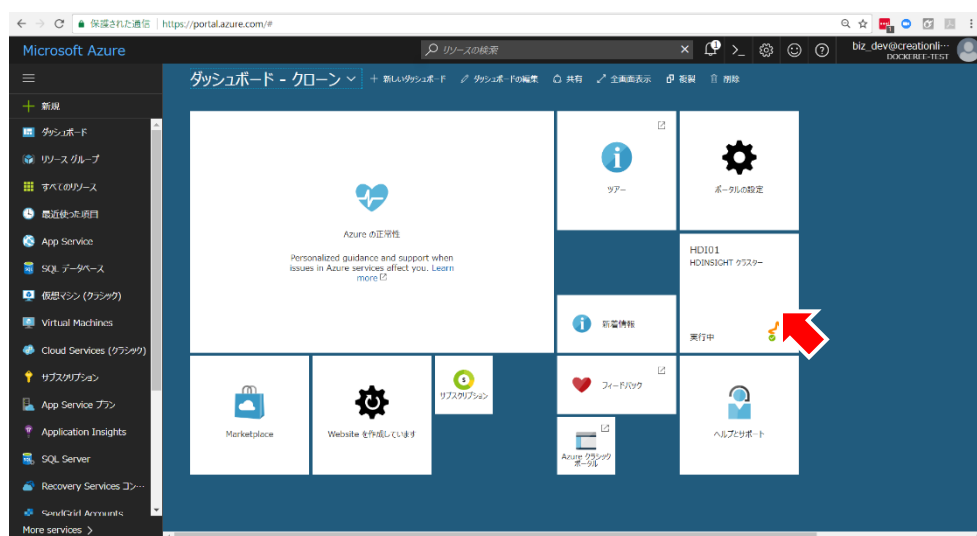 保護された通信 | https://portal.azure.com/#
Microsoft Azure
リソースの検索
1
>_
biz_dev@creationli…
DOCKEREE-TEST
ダッシュボード - クローン
+ 新しいダッシュボード
ダッシュボードの編集
共有
全画面表示
複製
削除
新規
ダッシュボード
リソース グループ
すべてのリソース
最近使った項目
App Service
SQL データベース
仮想マシン (クラシック)
Virtual Machines
Cloud Services (クラシック)
サブスクリプション
App Service プラン
Application Insights
SQL Server
Recovery Services コン…
SendGrid Accounts
More services >
Azure の正常性
Personalized guidance and support when
issues in Azure services affect you. Learn
more
ツアー
ポータルの設定
HDI01
HDINSIGHT クラスター
実行中
新着情報
Marketplace
Website を作成しています
サブスクリプション
フィードバック
Azure クラシック
ポータル
ヘルプとサポート